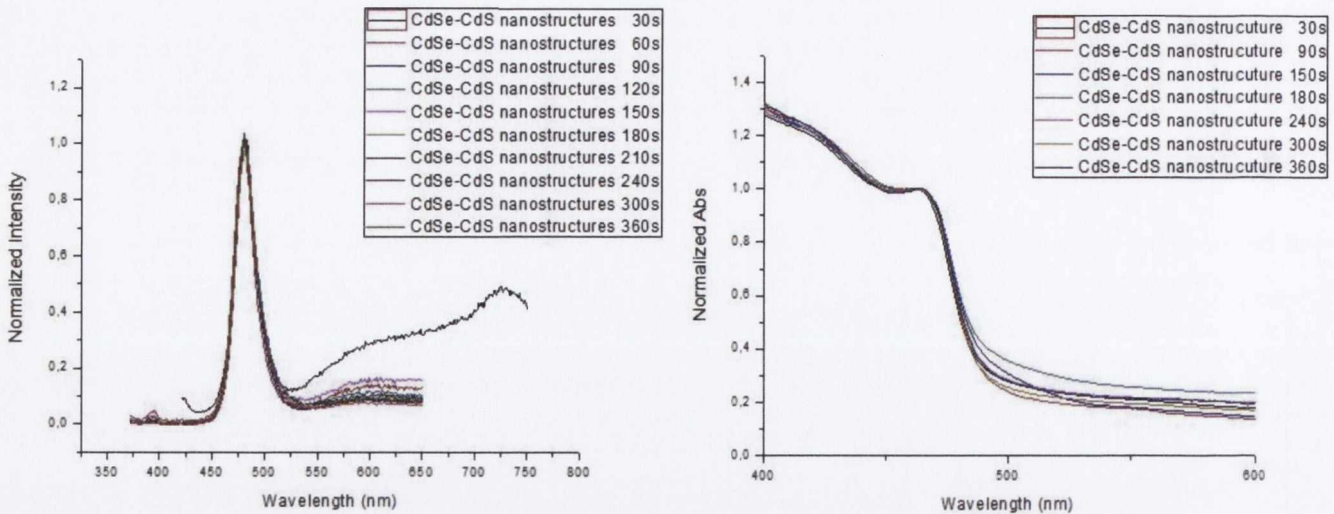 CdSe-CdS nanostructures 30s
CdSe-CdS nanostructures 60s
CdSe-CdS nanostructures 90s
CdSe-CdS nanostructures 120s
CdSe-CdS nanostructures 150s
CdSe-CdS nanostructures 180s
CdSe-CdS nanostructures 210s
CdSe-CdS nanostructures 240s
CdSe-CdS nanostructures 300s
CdSe-CdS nanostructures 360s
1,2
1,0
0,8
0,6
0,4
0,2
0,0
Normalized Intensity
350 400 450 500 550 600 650 700 750 800
Wavelength (nm)
CdSe-CdS nanostrucuture 30s
CdSe-CdS nanostrucuture 90s
CdSe-CdS nanostrucuture 150s
CdSe-CdS nanostrucuture 180s
CdSe-CdS nanostrucuture 240s
CdSe-CdS nanostrucuture 300s
CdSe-CdS nanostrucuture 360s
1,4
1,2
1,0
0,8
0,6
0,4
0,2
0,0
Normalized Abs
400 500 600
Wavelength (nm)